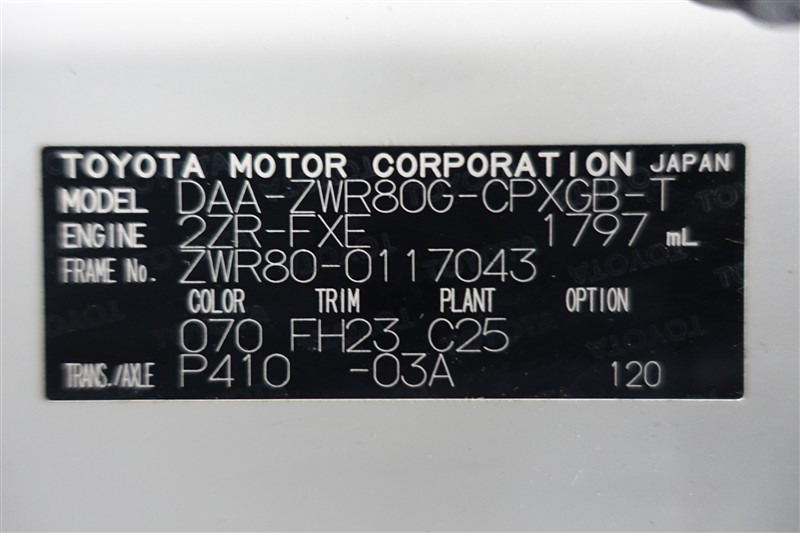 TOYOTA MOTOR CORPORATION JAPAN
MODEL DAA-ZWR80G-CPXGB-T
ENGINE 2ZR-FXE 1797 mL
FRAME No. ZWR80-0117043
COLOR TRIM PLANT OPTION
070 FH23 C25
TRANS./AXLE P410 -03A 120